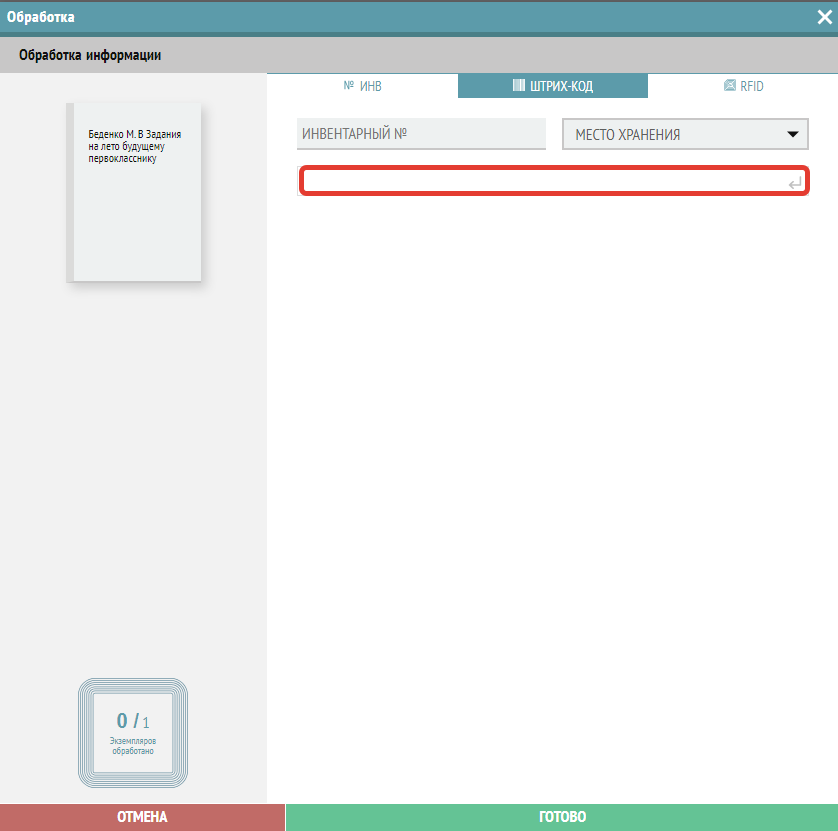 Обработка
Обработка информации
№ ИНВ
ШТРИХ-КОД
RFID
Беденко М. В Задания
на лето будущему
первокласснику
ИНВЕНТАРНЫЙ №
МЕСТО ХРАНЕНИЯ
0 / 1
Экземпляров
обработано
ОТМЕНА
ГОТОВО